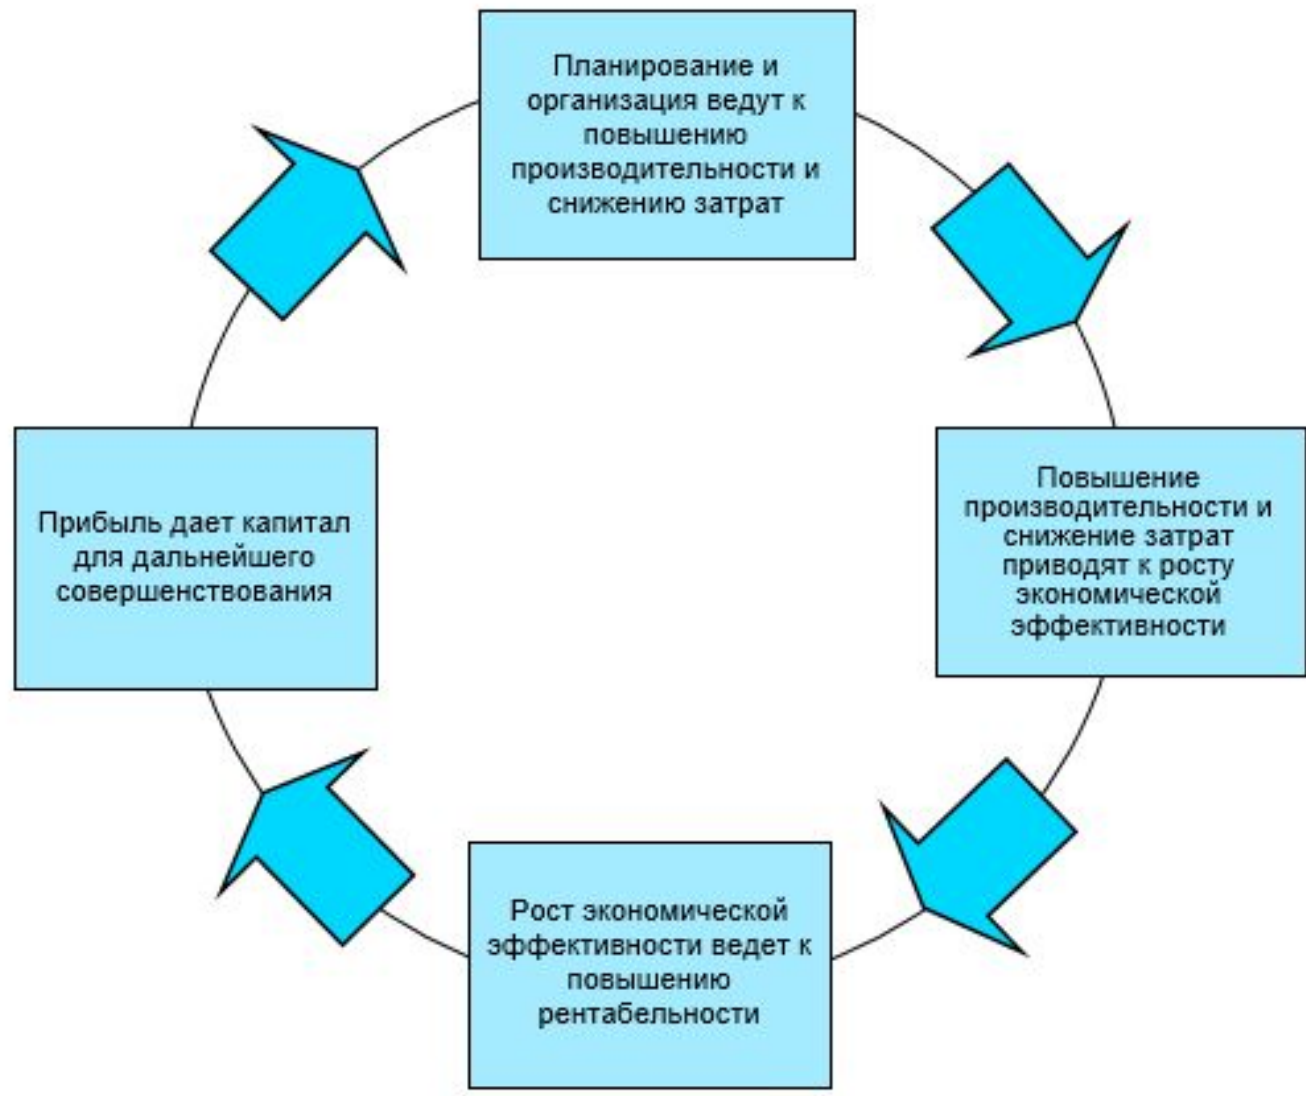 Планирование и
организация ведут к
повышению
производительности и
снижению затрат
Повышение
производительности и
снижение затрат
приводят к росту
экономической
эффективности
Рост экономической
эффективности ведет к
повышению
рентабельности
Прибыль дает капитал
для дальнейшего
совершенствования